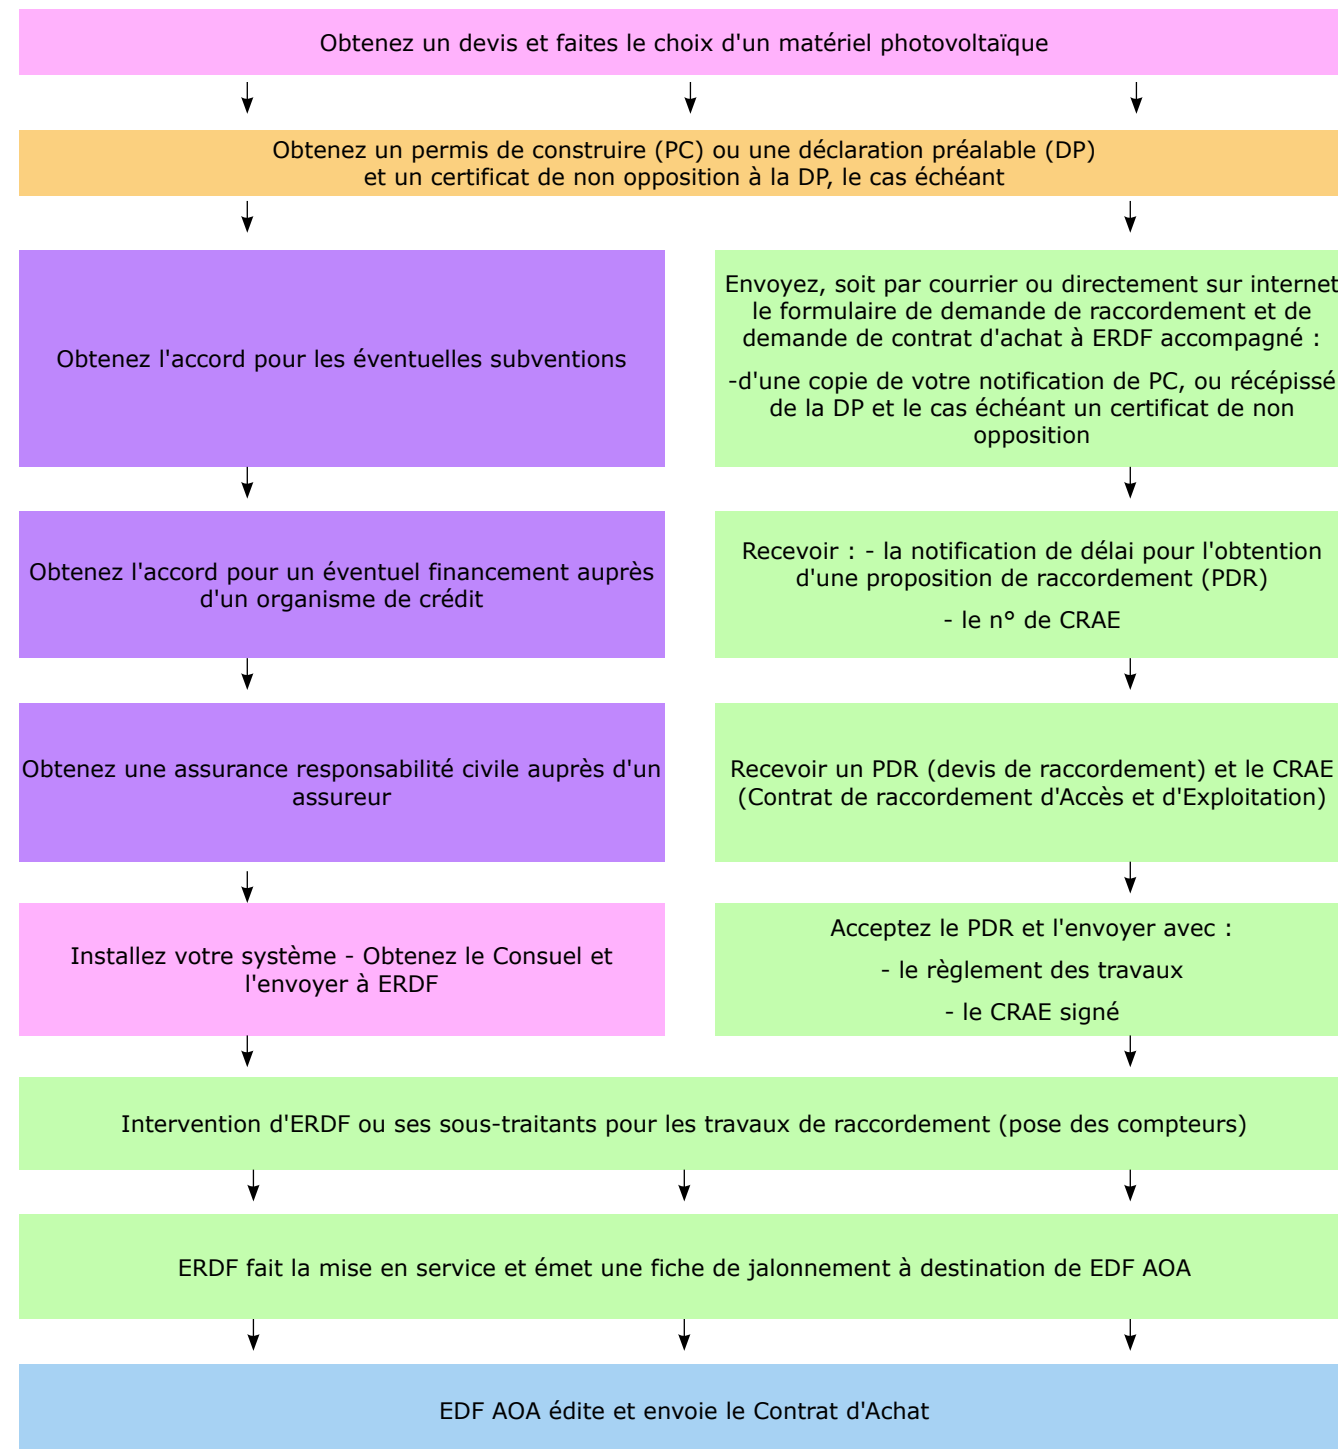 Obtenez un devis et faites le choix d'un matériel photovoltaïque
Obtenez un permis de construire (PC) ou une déclaration préalable (DP)
et un certificat de non opposition à la DP, le cas échéant
Obtenez l'accord pour les éventuelles subventions
Envoyez, soit par courrier ou directement sur internet
le formulaire de demande de raccordement et de
demande de contrat d'achat à ERDF accompagné :
-d'une copie de votre notification de PC, ou récépissé
de la DP et le cas échéant un certificat de non
opposition
Obtenez l'accord pour un éventuel financement auprès
d'un organisme de crédit
Recevoir : - la notification de délai pour l'obtention
d'une proposition de raccordement (PDR)
- le n° de CRAE
Obtenez une assurance responsabilité civile auprès d'un
assureur
Recevoir un PDR (devis de raccordement) et le CRAE
(Contrat de raccordement d'Accès et d'Exploitation)
Installez votre système - Obtenez le Consuel et
l'envoyer à ERDF
Acceptez le PDR et l'envoyer avec :
- le règlement des travaux
- le CRAE signé
Intervention d'ERDF ou ses sous-traitants pour les travaux de raccordement (pose des compteurs)
ERDF fait la mise en service et émet une fiche de jalonnement à destination de EDF AOA
EDF AOA édite et envoie le Contrat d'Achat